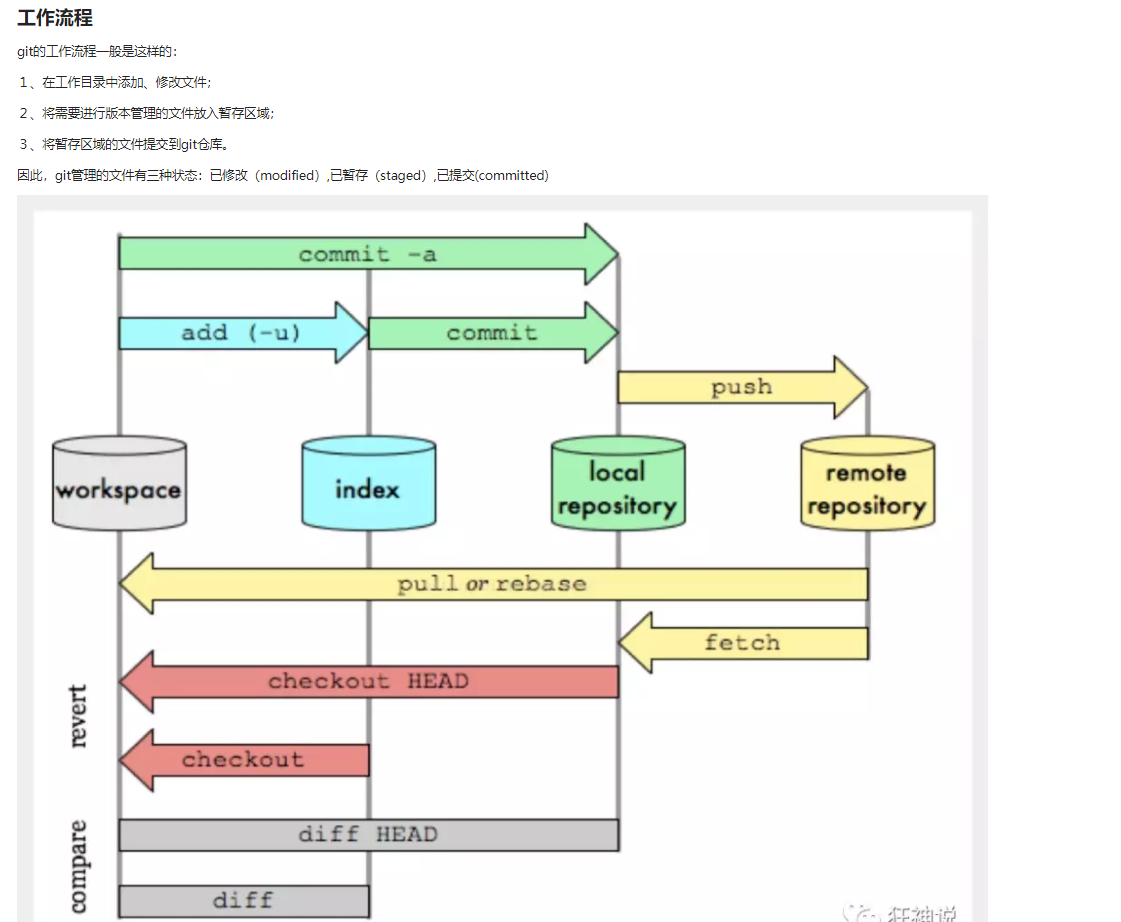 工作流程
git的工作流程一般是这样的:
1、在工作目录中添加、修改文件;
2、将需要进行版本管理的文件放入暂存区域;
3、将暂存区域的文件提交到git仓库。
因此，git管理的文件有三种状态：已修改（modified）,已暂存（staged）,已提交(committed)
commit -a
add (-u)
commit
push
workspace
index
local
repository
remote
repository
pull or rebase
fetch
checkout HEAD
revert
checkout
diff HEAD
compare
diff
狂神说